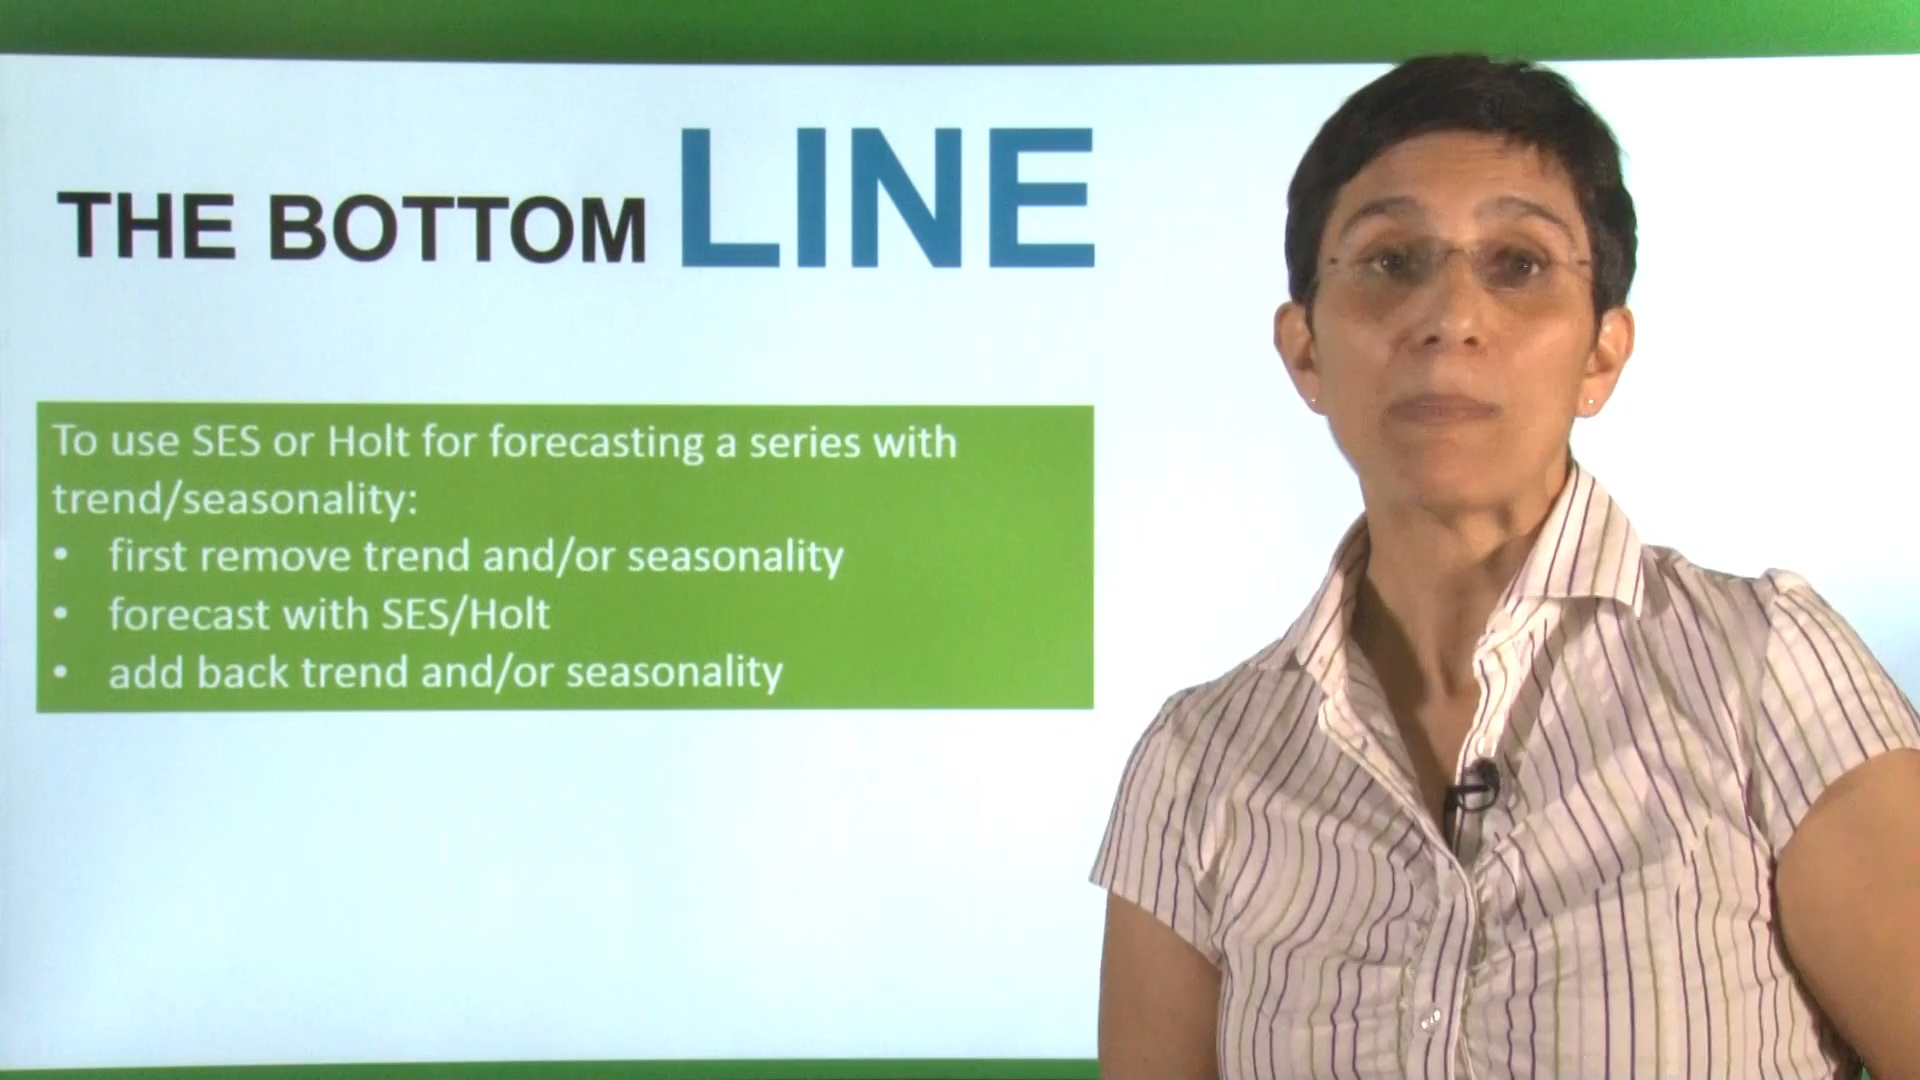 THE BOTTOM LINE
To use SES or Holt for forecasting a series with
trend/seasonality:
• first remove trend and/or seasonality
• forecast with SES/Holt
• add back trend and/or seasonality